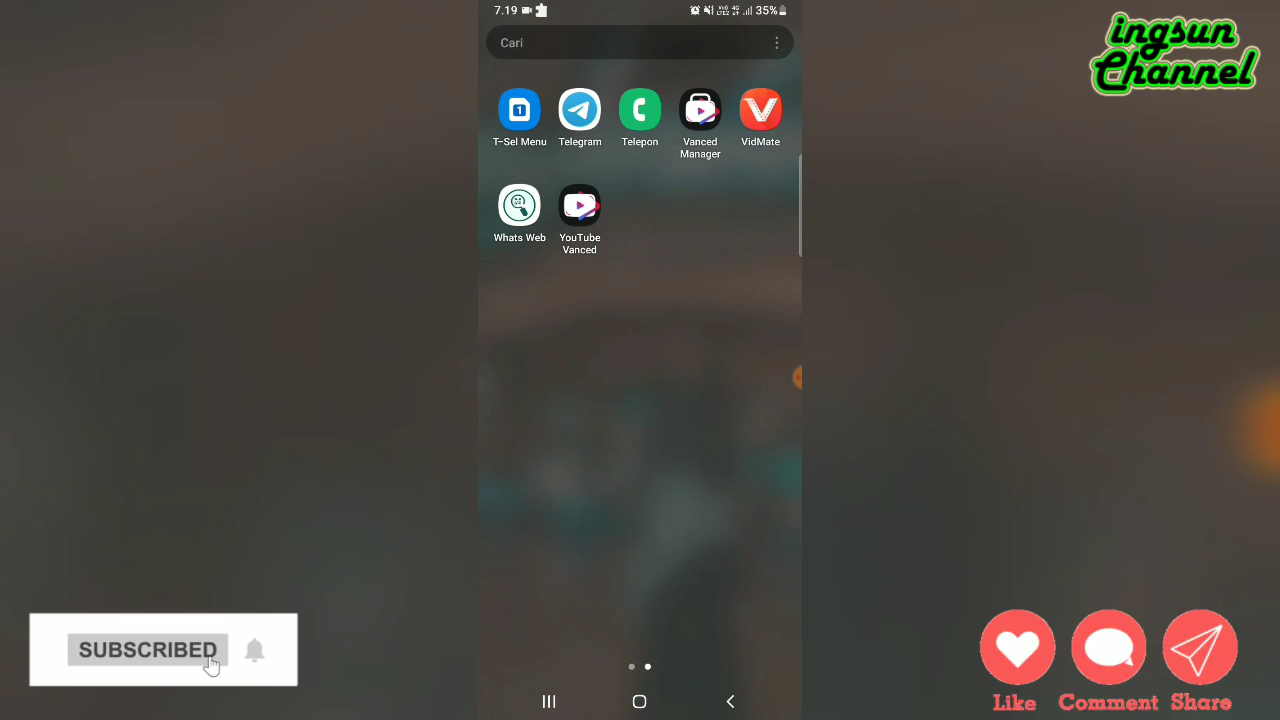 7.19
35%
ingsun
Channel
Cari
T-Sel Menu
Telegram
Telepon
Vanced
Manager
VidMate
Whats Web
YouTube
Vanced
SUBSCRIBED
Like
Comment
Share